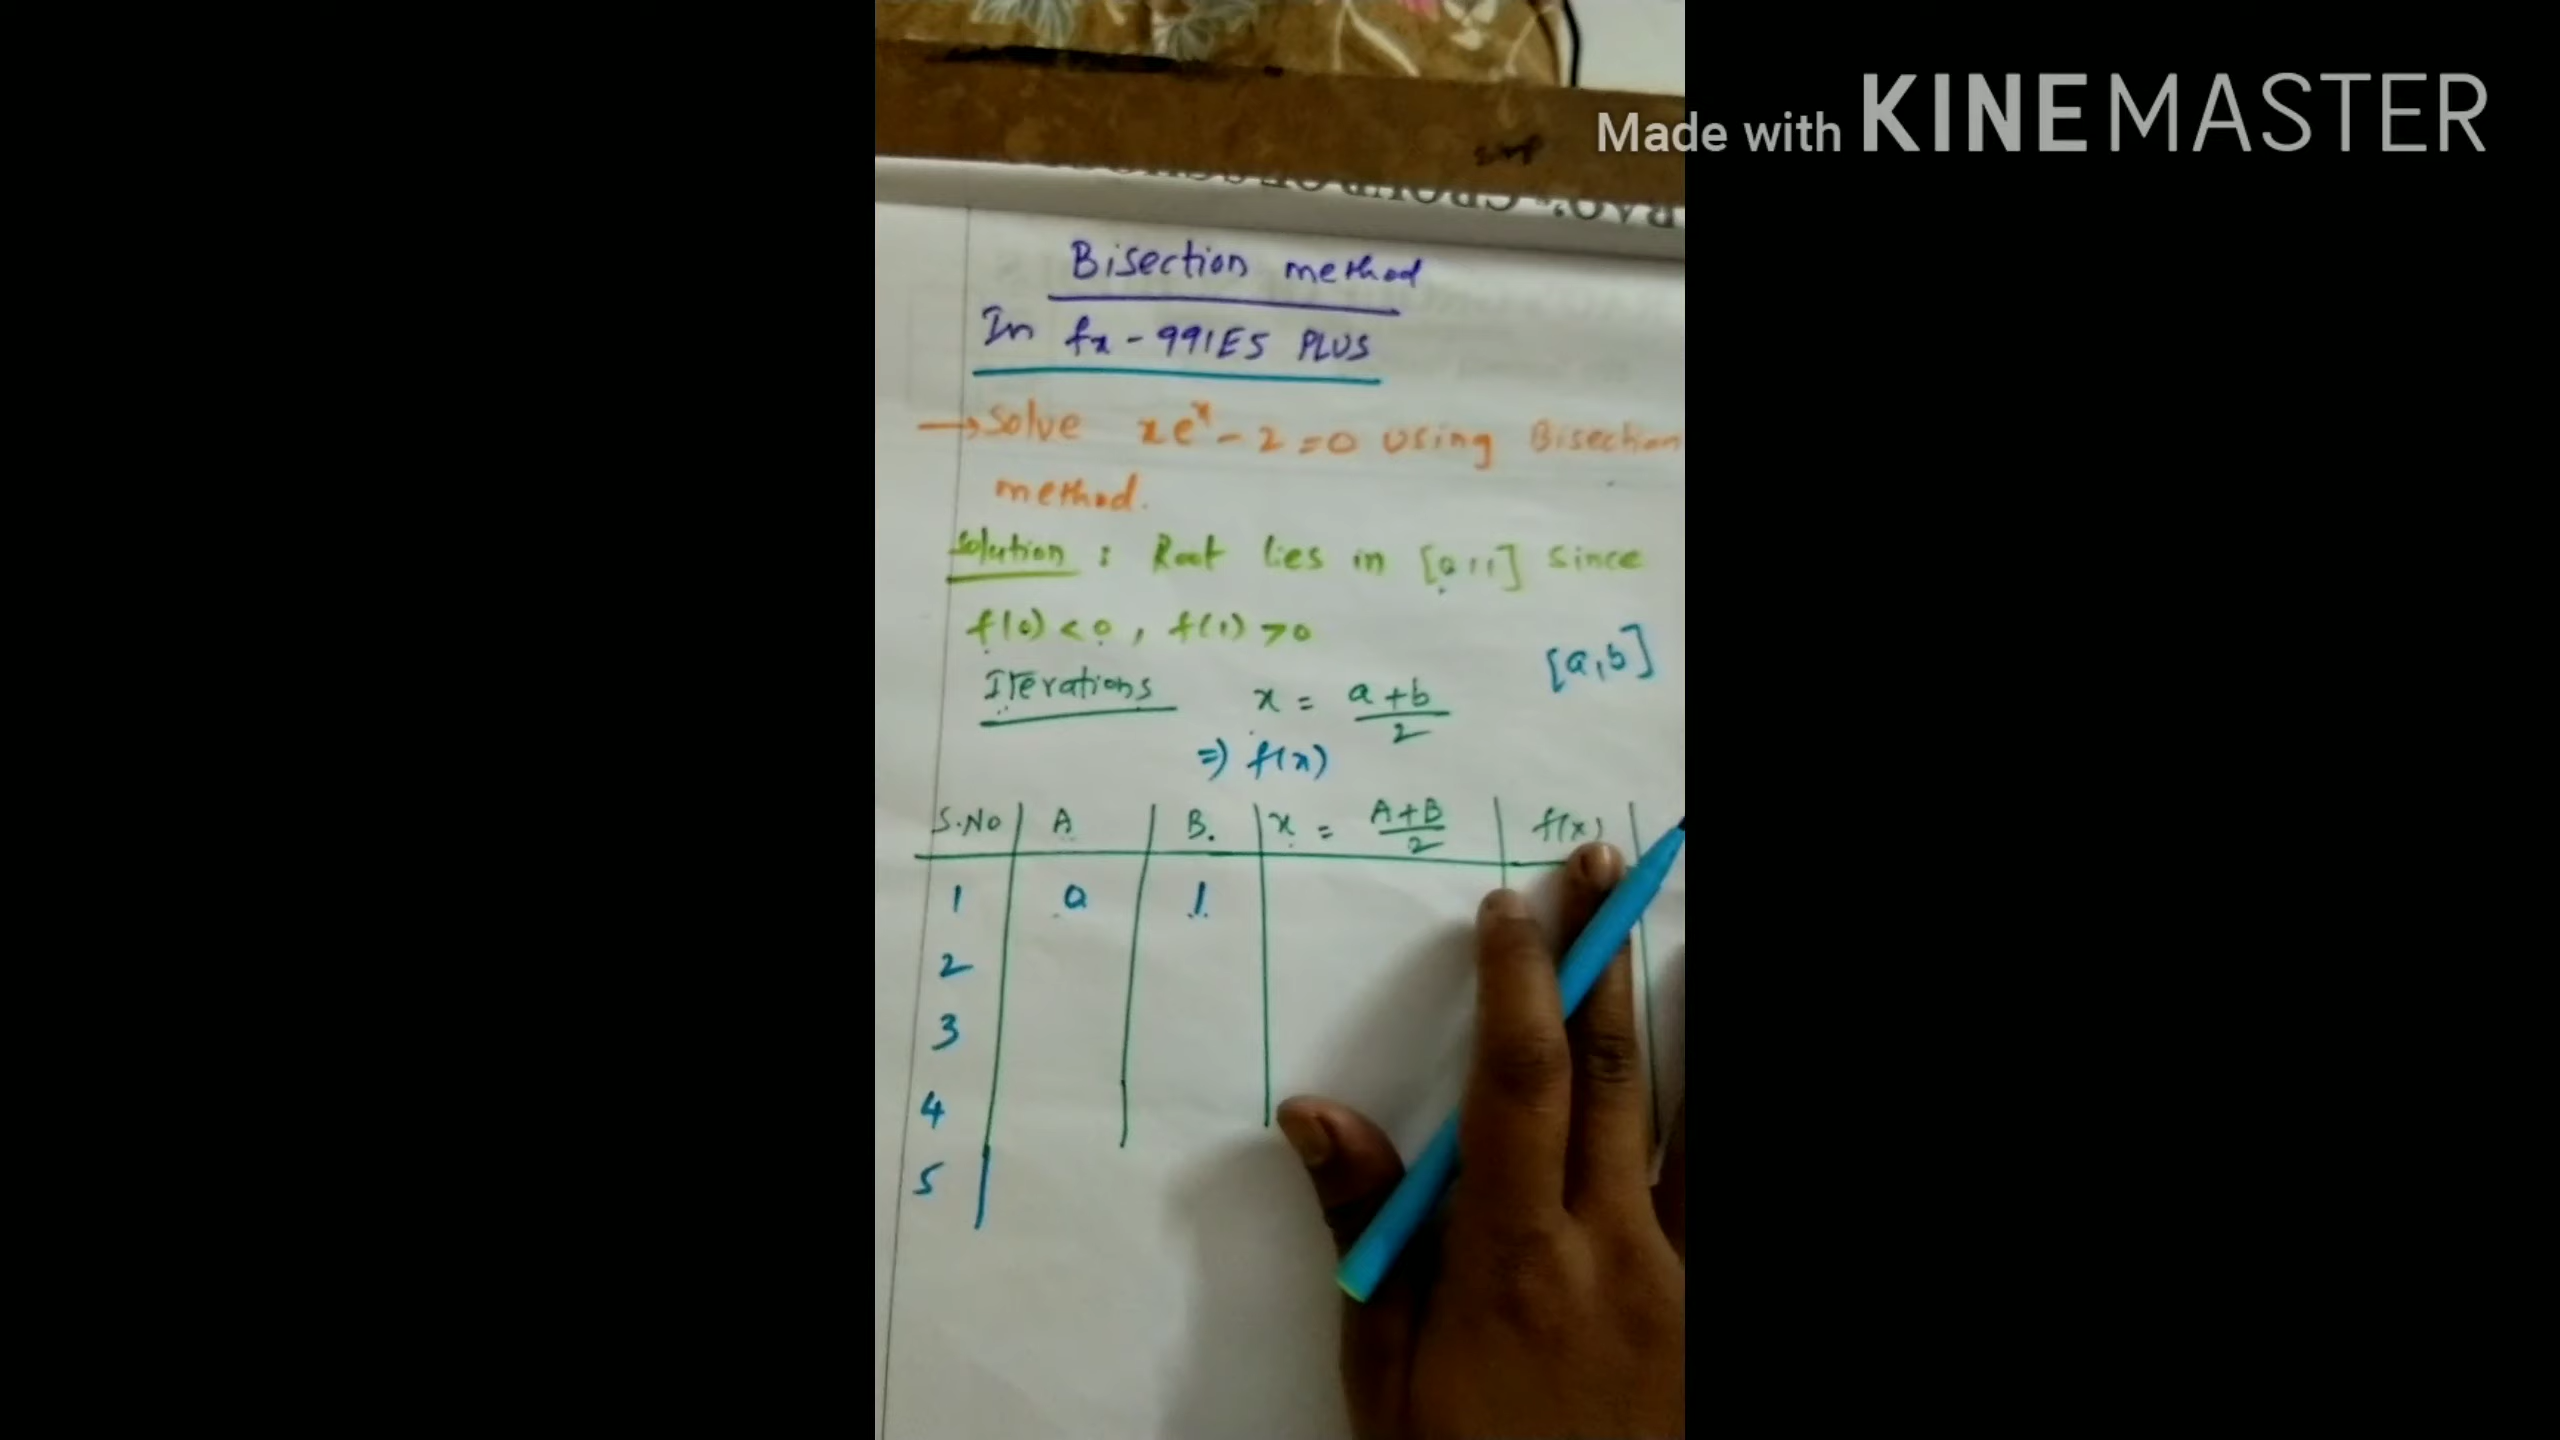 Made with KINEMASTER
Bisection method
In fx-991ES PLUS
→ Solve xeˣ - 2 = 0 using Bisection
method.
Solution : Root lies in [0,1] since
f(0) < 0, f(1) > 0
[a,b]
Iterations x = a+b/2
⇒ f(x)
S.No A B. x = A+B/2 f(x)
1 0 1
2
3
4
5